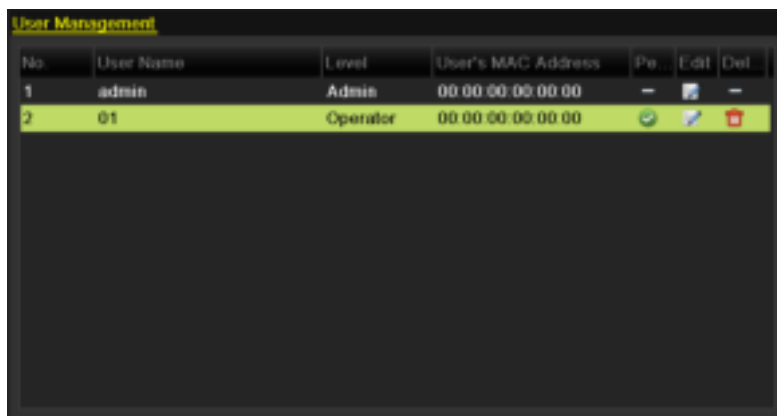 User Management
No. User Name Level User's MAC Address Pe... Edit Del...
1 admin Admin 00:00:00:00:00:00 – –
2 01 Operator 00:00:00:00:00:00